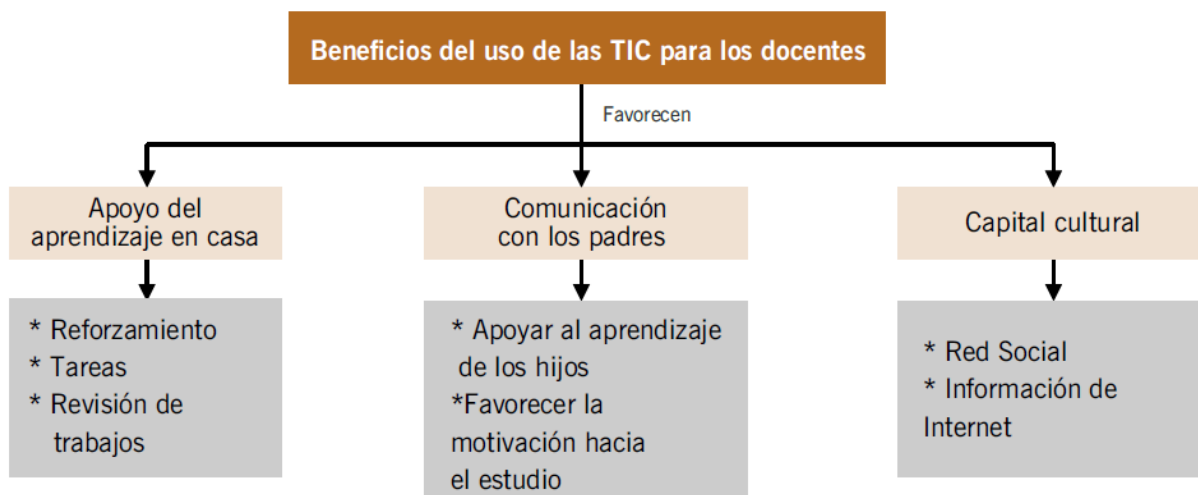 Beneficios del uso de las TIC para los docentes
Favorecen
Apoyo del
aprendizaje en casa
Comunicación
con los padres
Capital cultural
* Reforzamiento
* Tareas
* Revisión de
trabajos
* Apoyar al aprendizaje
de los hijos
*Favorecer la
motivación hacia
el estudio
* Red Social
* Información de
Internet